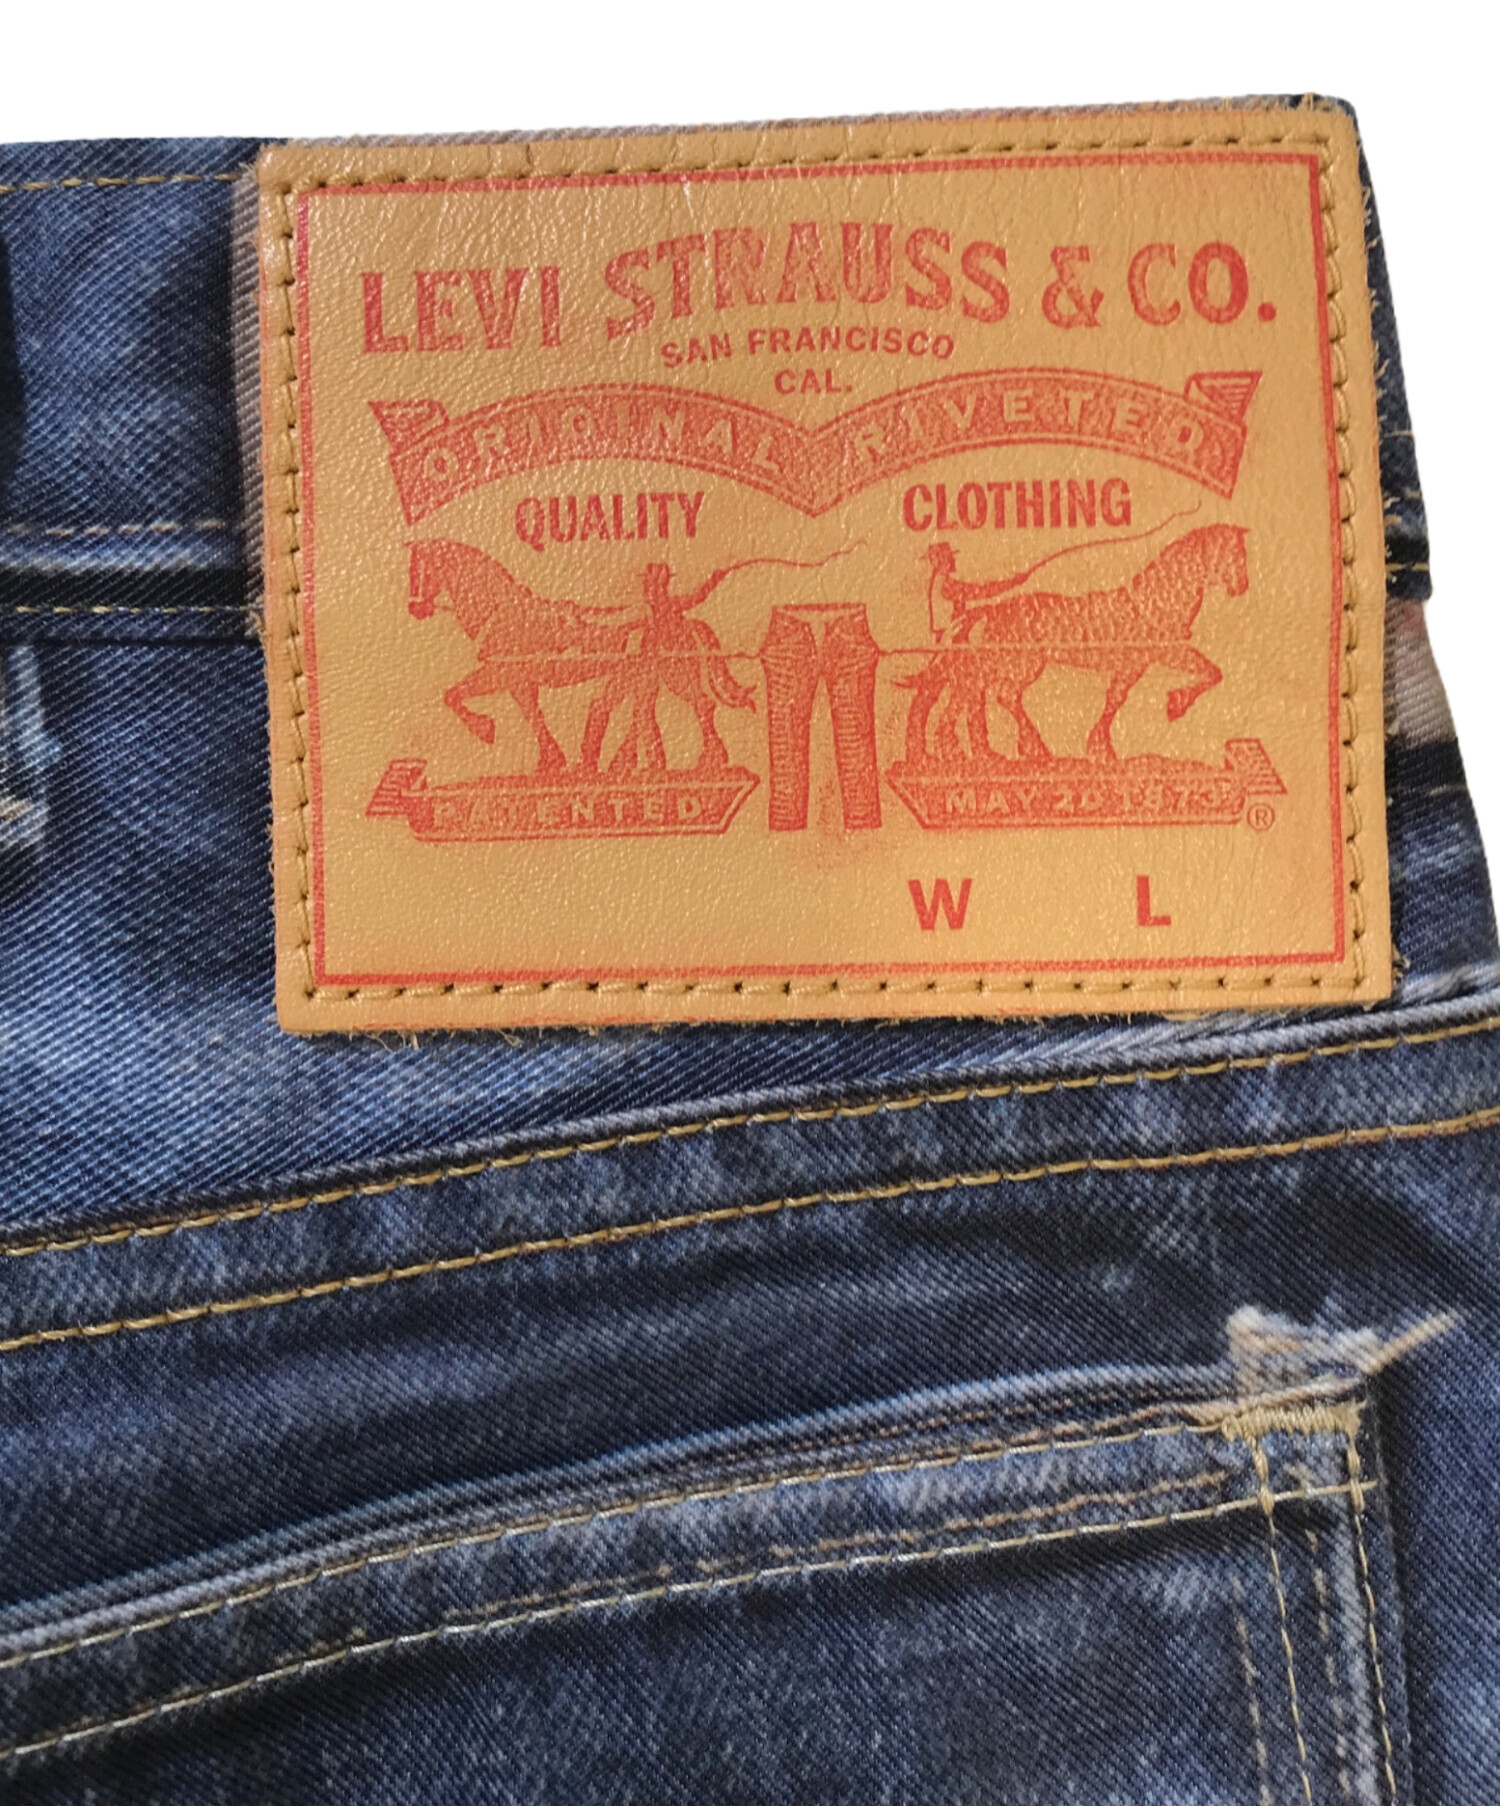 LEVI STRAUSS & CO.
SAN FRANCISCO
CAL.
ORIGINAL RIVETED
QUALITY CLOTHING
PATENTED MAY 20 1873 ®
W L